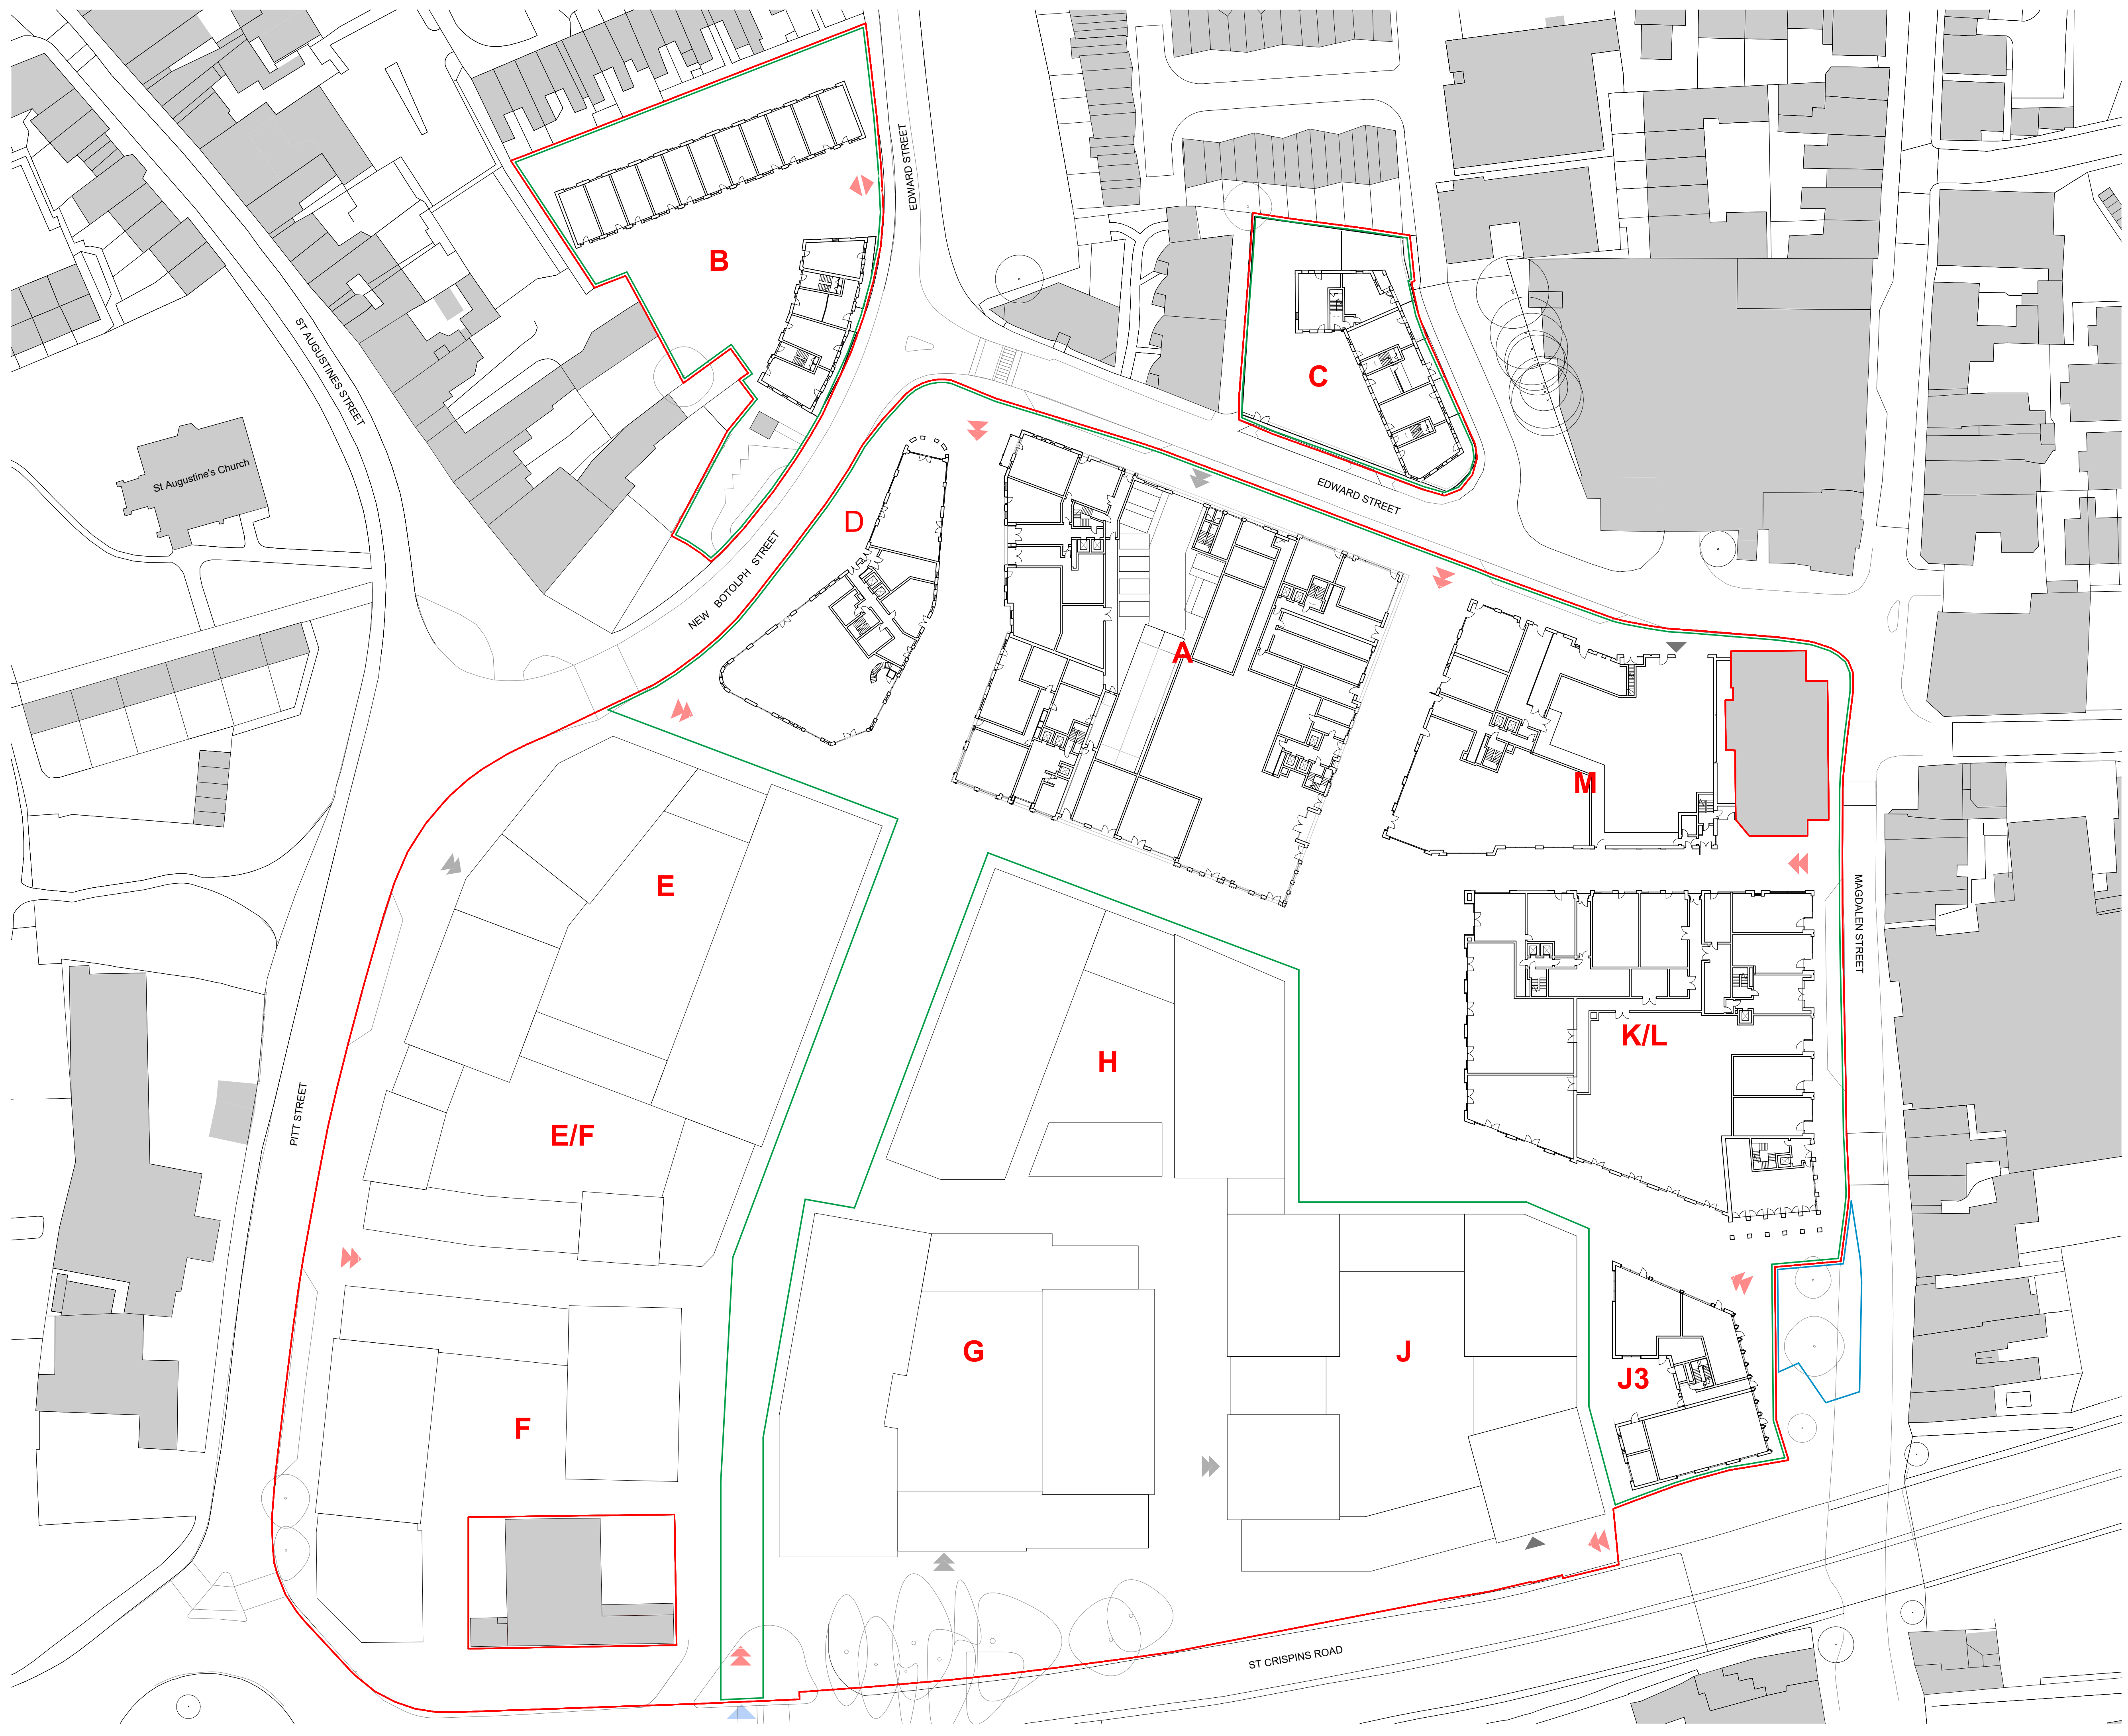 EDWARD STREET
B
ST AUGUSTINES STREET
C
St Augustine's Church
EDWARD STREET
D
NEW BOTOLPH STREET
A
M
E
MAGDALEN STREET
K/L
H
PITT STREET
E/F
G
J
J3
F
ST CRISPINS ROAD